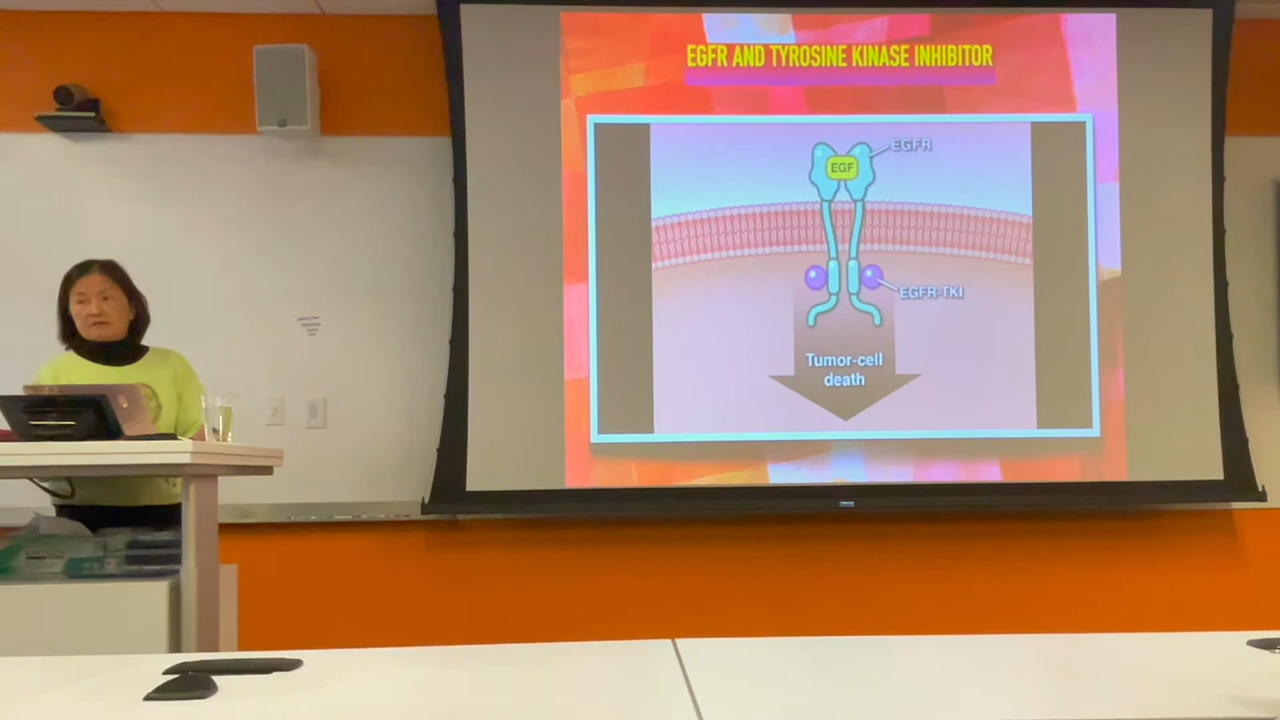 EGFR AND TYROSINE KINASE INHIBITOR
EGFR
EGF
EGFR-TKI
Tumor-cell
death